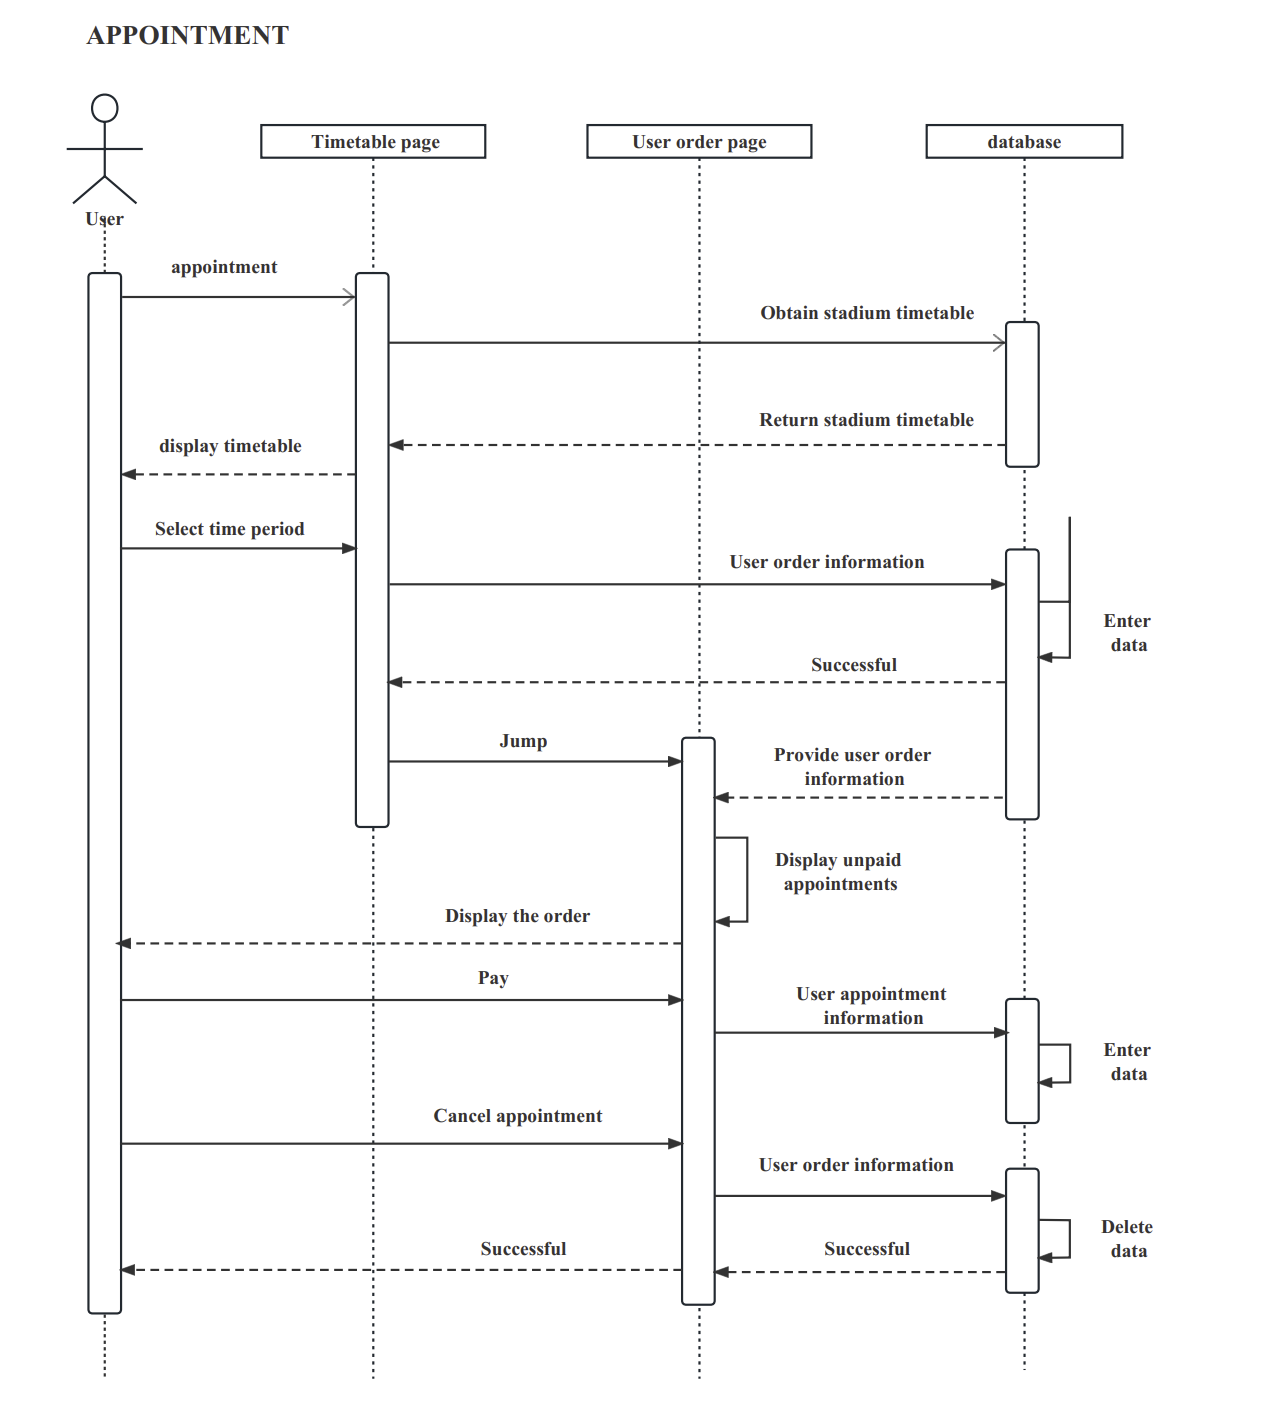 APPOINTMENT
Timetable page
User order page
database
User
appointment
Obtain stadium timetable
Return stadium timetable
display timetable
Select time period
User order information
Enter
data
Successful
Jump
Provide user order
information
Display unpaid
appointments
Display the order
Pay
User appointment
information
Enter
data
Cancel appointment
User order information
Delete
data
Successful
Successful